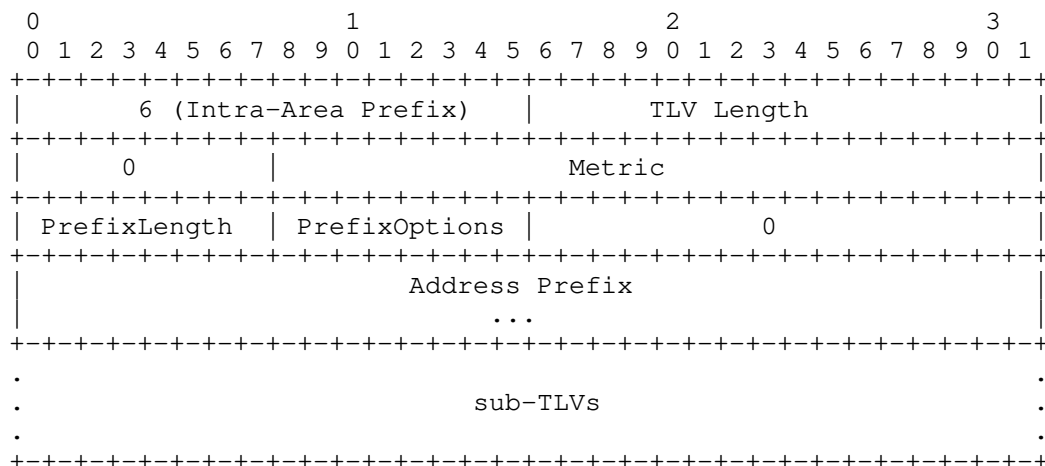 0                   1                   2                   3
 0 1 2 3 4 5 6 7 8 9 0 1 2 3 4 5 6 7 8 9 0 1 2 3 4 5 6 7 8 9 0 1
+-+-+-+-+-+-+-+-+-+-+-+-+-+-+-+-+-+-+-+-+-+-+-+-+-+-+-+-+-+-+-+-+
|       6 (Intra-Area Prefix)   |       TLV Length              |
+-+-+-+-+-+-+-+-+-+-+-+-+-+-+-+-+-+-+-+-+-+-+-+-+-+-+-+-+-+-+-+-+
|      0        |                  Metric                       |
+-+-+-+-+-+-+-+-+-+-+-+-+-+-+-+-+-+-+-+-+-+-+-+-+-+-+-+-+-+-+-+-+
| PrefixLength  | PrefixOptions |              0                |
+-+-+-+-+-+-+-+-+-+-+-+-+-+-+-+-+-+-+-+-+-+-+-+-+-+-+-+-+-+-+-+-+
|                        Address Prefix                         |
|                             ...                               |
+-+-+-+-+-+-+-+-+-+-+-+-+-+-+-+-+-+-+-+-+-+-+-+-+-+-+-+-+-+-+-+-+
.                                                               .
.                            sub-TLVs                           .
.                                                               .
+-+-+-+-+-+-+-+-+-+-+-+-+-+-+-+-+-+-+-+-+-+-+-+-+-+-+-+-+-+-+-+-+